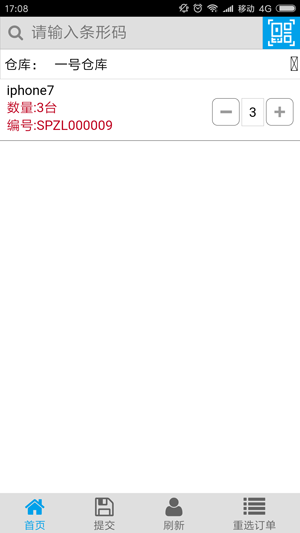 17:08 移动 4G
请输入条形码
仓库： 一号仓库
iphone7
数量:3台
编号:SPZL000009
3
首页 提交 刷新 重选订单